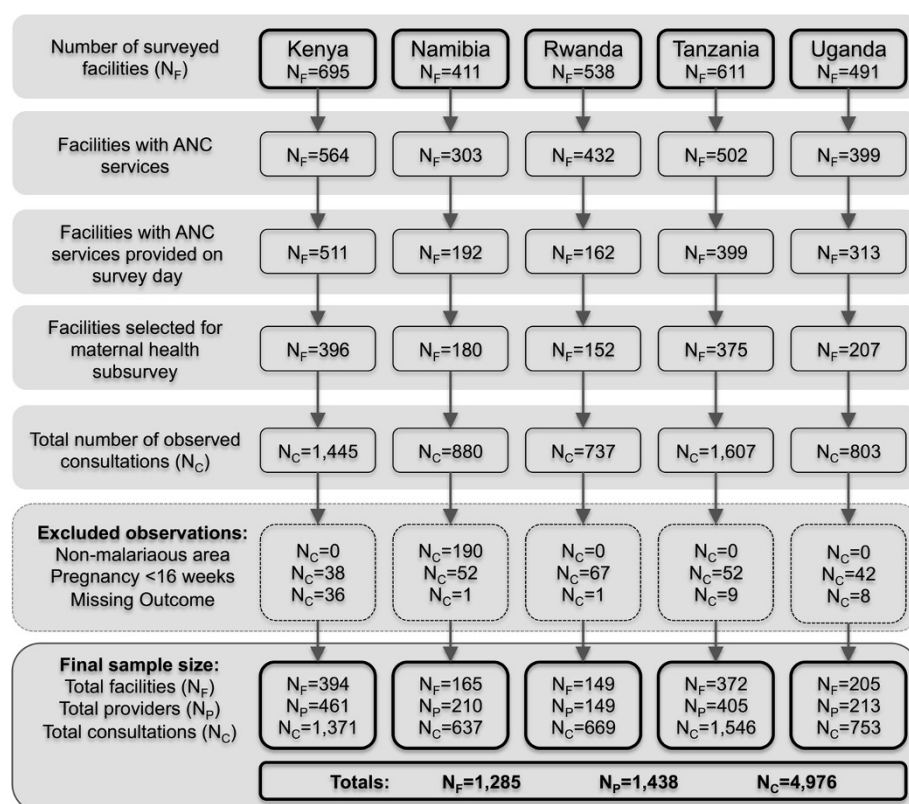 Number of surveyed
facilities (NF)
Kenya
NF=695
Namibia
NF=411
Rwanda
NF=538
Tanzania
NF=611
Uganda
NF=491
Facilities with ANC
services
NF=564
NF=303
NF=432
NF=502
NF=399
Facilities with ANC
services provided on
survey day
NF=511
NF=192
NF=162
NF=399
NF=313
Facilities selected for
maternal health
subsurvey
NF=396
NF=180
NF=152
NF=375
NF=207
Total number of observed
consultations (NC)
NC=1,445
NC=880
NC=737
NC=1,607
NC=803
Excluded observations:
Non-malariaous area
Pregnancy <16 weeks
Missing Outcome
NC=0
NC=38
NC=36
NC=190
NC=52
NC=1
NC=0
NC=67
NC=1
NC=0
NC=52
NC=9
NC=0
NC=42
NC=8
Final sample size:
Total facilities (NF)
Total providers (NP)
Total consultations (NC)
NF=394
NP=461
NC=1,371
NF=165
NP=210
NC=637
NF=149
NP=149
NC=669
NF=372
NP=405
NC=1,546
NF=205
NP=213
NC=753
Totals: NF=1,285 NP=1,438 NC=4,976